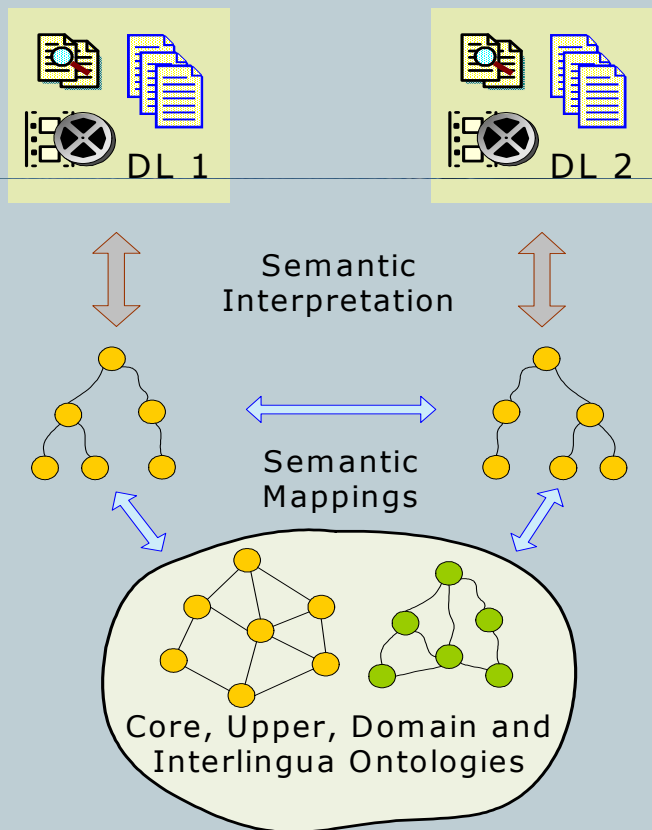 DL 1
DL 2
Semantic
Interpretation
Semantic
Mappings
Core, Upper, Domain and
Interlingua Ontologies